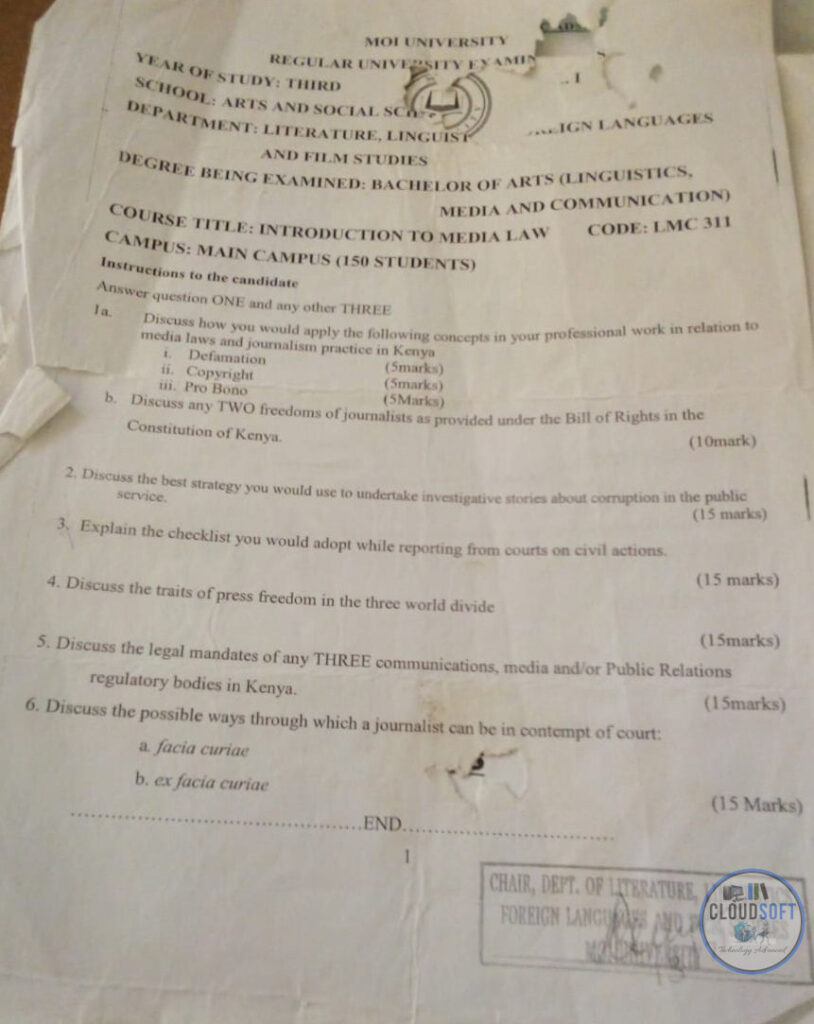 MOI UNIVERSITY
REGULAR UNIVERSITY EXAMIN
YEAR OF STUDY: THIRD
SCHOOL: ARTS AND SOCIAL
DEPARTMENT: LITERATURE, LINGUIST LANGUAGES
AND FILM STUDIES
DEGREE BEING EXAMINED: BACHELOR OF ARTS (LINGUISTICS,
MEDIA AND COMMUNICATION)
COURSE TITLE: INTRODUCTION TO MEDIA LAW CODE: LMC 311
CAMPUS: MAIN CAMPUS (150 STUDENTS)
Instructions to the candidate
Answer question ONE and any other THREE
1a. Discuss how you would apply the following concepts in your professional work in relation to
media laws and journalism practice in Kenya
i. Defamation (5marks)
ii. Copyright (5marks)
iii. Pro Bono (5Marks)
b. Discuss any TWO freedoms of journalists as provided under the Bill of Rights in the
Constitution of Kenya. (10mark)
2. Discuss the best strategy you would use to undertake investigative stories about corruption in the public
service. (15 marks)
3. Explain the checklist you would adopt while reporting from courts on civil actions.
(15 marks)
4. Discuss the traits of press freedom in the three world divide
(15marks)
5. Discuss the legal mandates of any THREE communications, media and/or Public Relations
regulatory bodies in Kenya. (15marks)
6. Discuss the possible ways through which a journalist can be in contempt of court:
a. facia curiae
b. ex facia curiae
(15 Marks)
END
1
CHAIR, DEPT. OF LITERATURE,
FOREIGN LANGUAGES AND
CLOUDSOFT
Technology Advanced